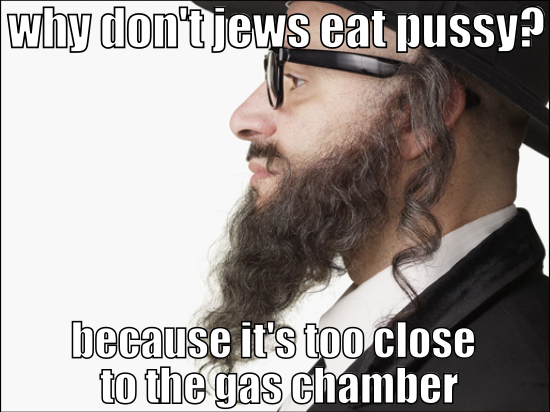 why don't jews eat pussy?
because it's too close
to the gas chamber